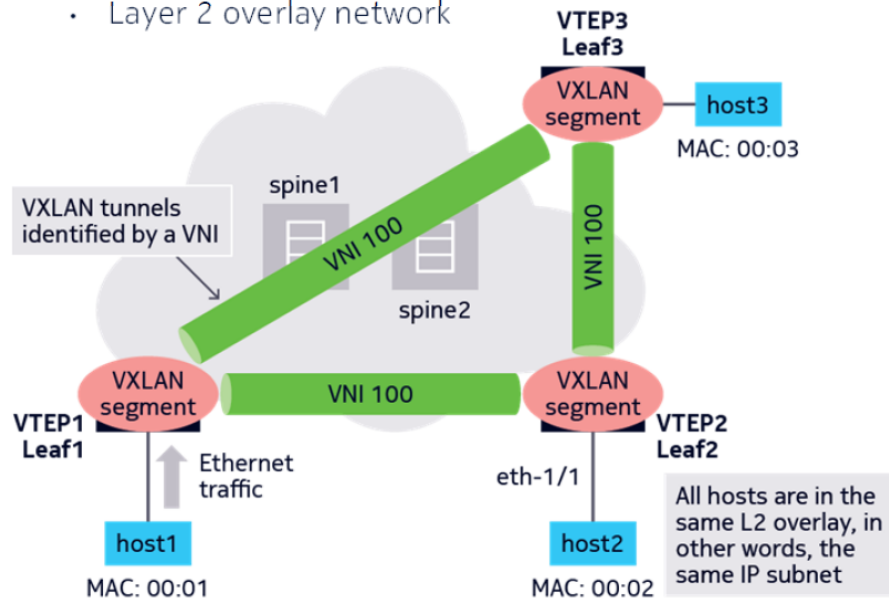 • Layer 2 overlay network
VTEP3
Leaf3
VXLAN
segment
host3
MAC: 00:03
spine1
VXLAN tunnels
identified by a VNI
VNI 100
VNI 100
spine2
VXLAN
segment
VNI 100
VXLAN
segment
VTEP1
Leaf1
VTEP2
Leaf2
Ethernet
traffic
eth-1/1
All hosts are in the
same L2 overlay, in
other words, the
same IP subnet
host1
host2
MAC: 00:01
MAC: 00:02